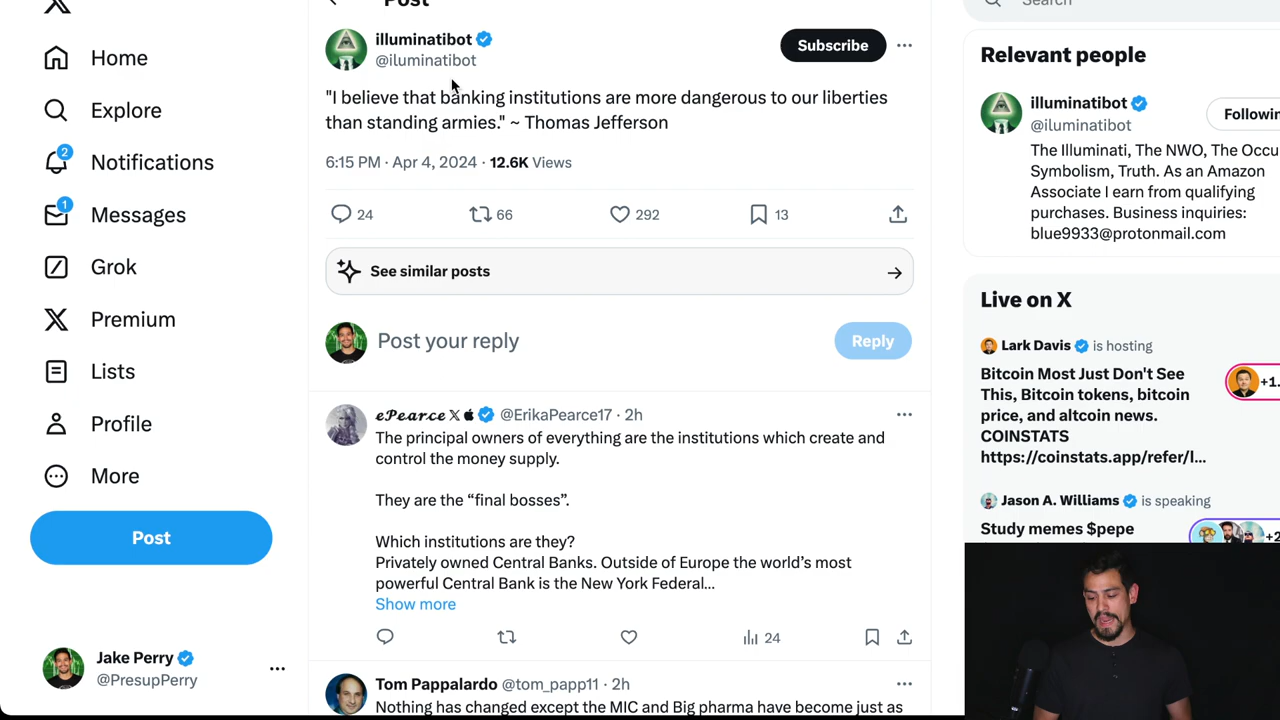 Post
Search
illuminatibot
@iluminatibot
Subscribe
"I believe that banking institutions are more dangerous to our liberties
than standing armies." ~ Thomas Jefferson
6:15 PM · Apr 4, 2024 · 12.6K Views
24
66
292
13
See similar posts
Post your reply
Reply
ePearce X @ErikaPearce17 · 2h
The principal owners of everything are the institutions which create and
control the money supply.
They are the “final bosses”.
Which institutions are they?
Privately owned Central Banks. Outside of Europe the world’s most
powerful Central Bank is the New York Federal...
Show more
24
Tom Pappalardo @tom_papp11 · 2h
Nothing has changed except the MIC and Big pharma have become just as
Home
Explore
2
Notifications
1
Messages
Grok
Premium
Lists
Profile
More
Post
Jake Perry
@PresupPerry
Relevant people
illuminatibot
@iluminatibot
Followin
The Illuminati, The NWO, The Occu
Symbolism, Truth. As an Amazon
Associate I earn from qualifying
purchases. Business inquiries:
blue9933@protonmail.com
Live on X
Lark Davis is hosting
Bitcoin Most Just Don't See
This, Bitcoin tokens, bitcoin
price, and altcoin news.
COINSTATS
https://coinstats.app/refer/l...
+1.
Jason A. Williams is speaking
Study memes $pepe
+2